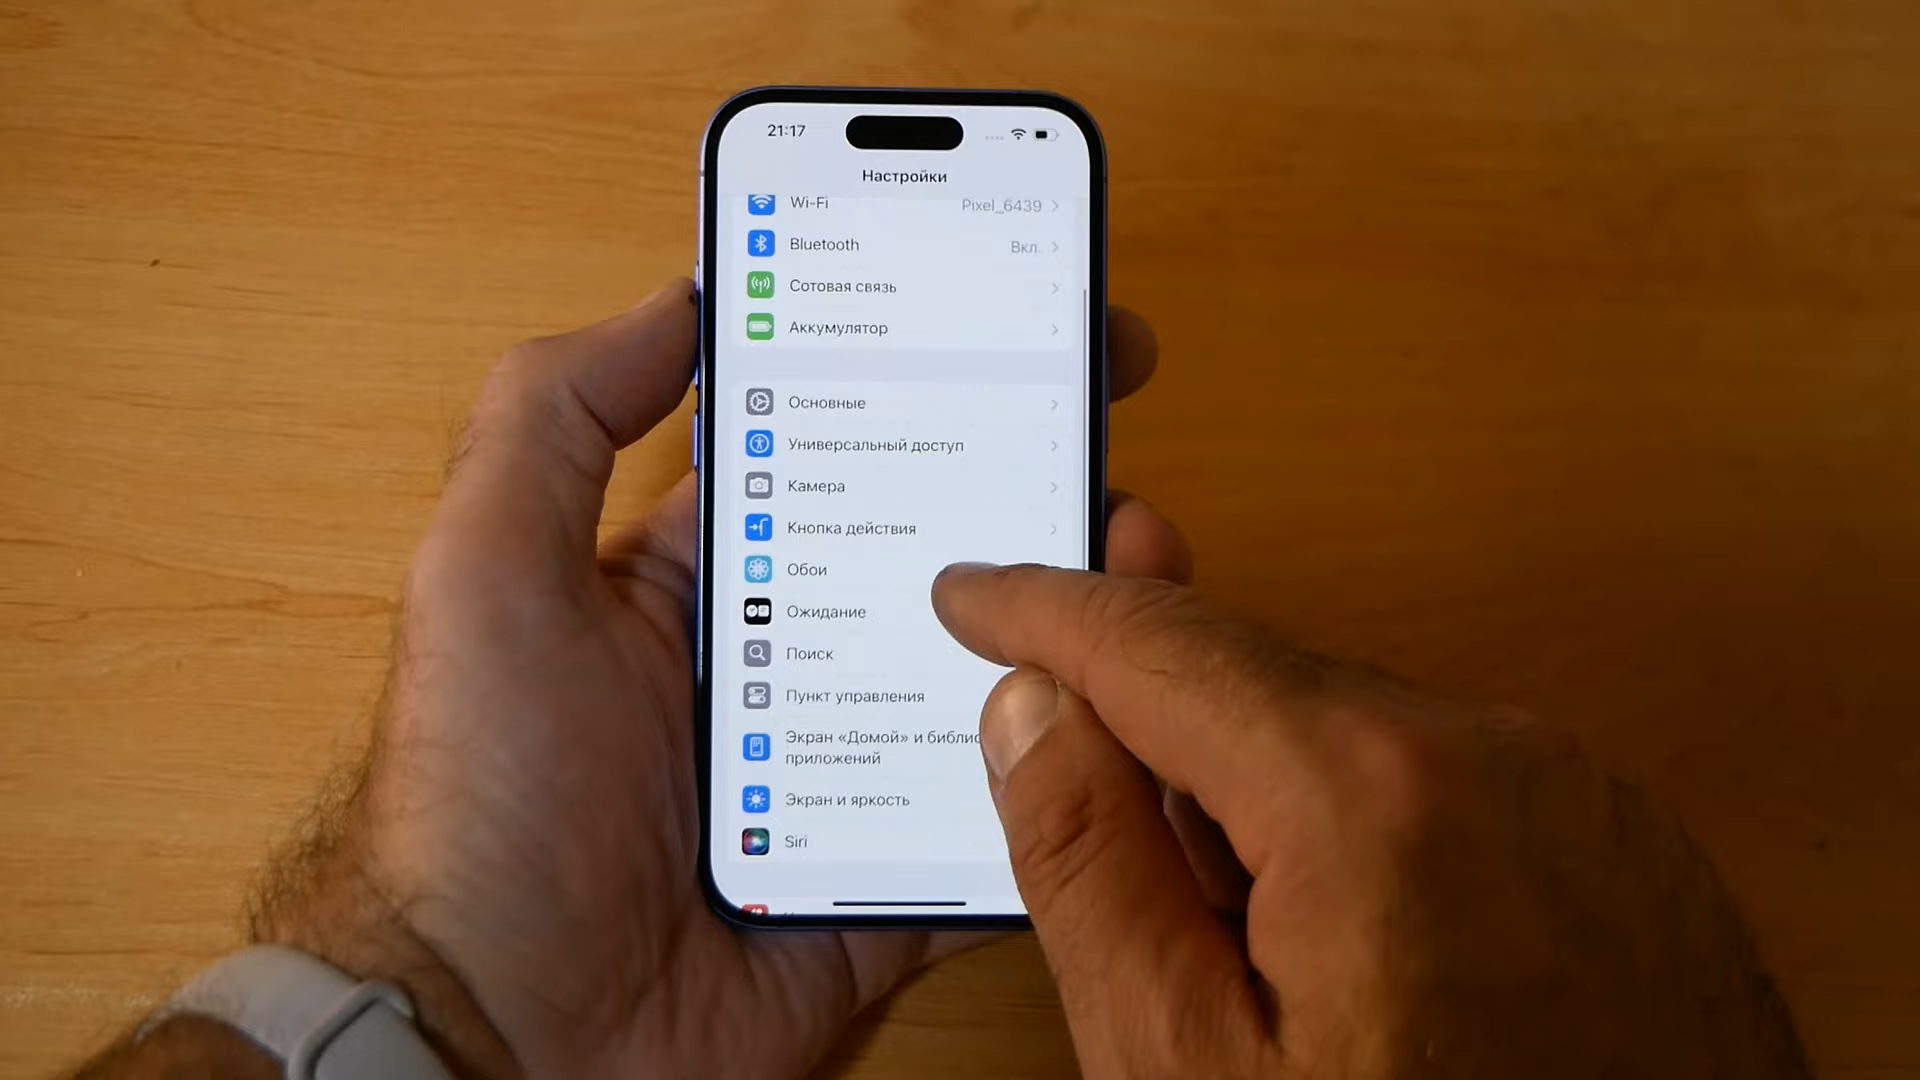 21:17
Настройки
Wi-Fi Pixel_6439
Bluetooth Вкл.
Сотовая связь
Аккумулятор
Основные
Универсальный доступ
Камера
Кнопка действия
Обои
Ожидание
Поиск
Пункт управления
Экран «Домой» и
приложений
Экран и яркость
Siri